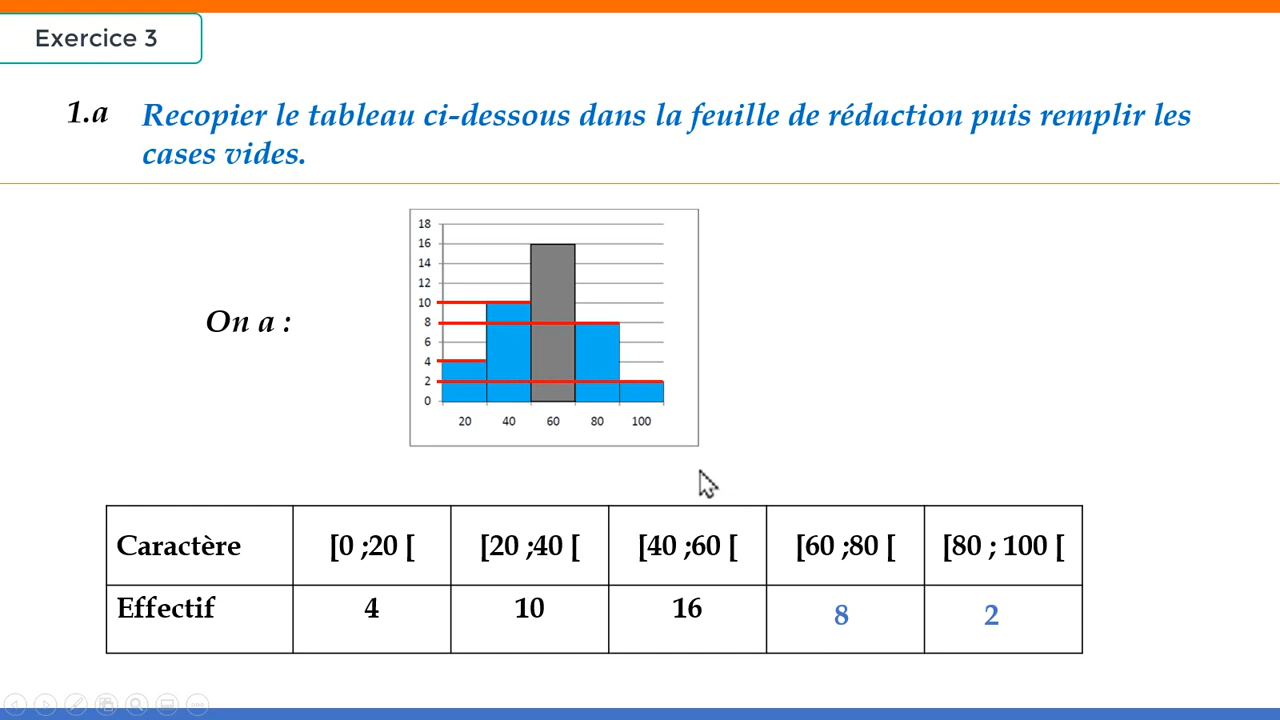 Exercice 3
1.a Recopier le tableau ci-dessous dans la feuille de rédaction puis remplir les
cases vides.
18
16
14
12
10
8
6
4
2
0
20 40 60 80 100
On a :
Caractère [0 ;20 [ [20 ;40 [ [40 ;60 [ [60 ;80 [ [80 ; 100 [
Effectif 4 10 16 8 2